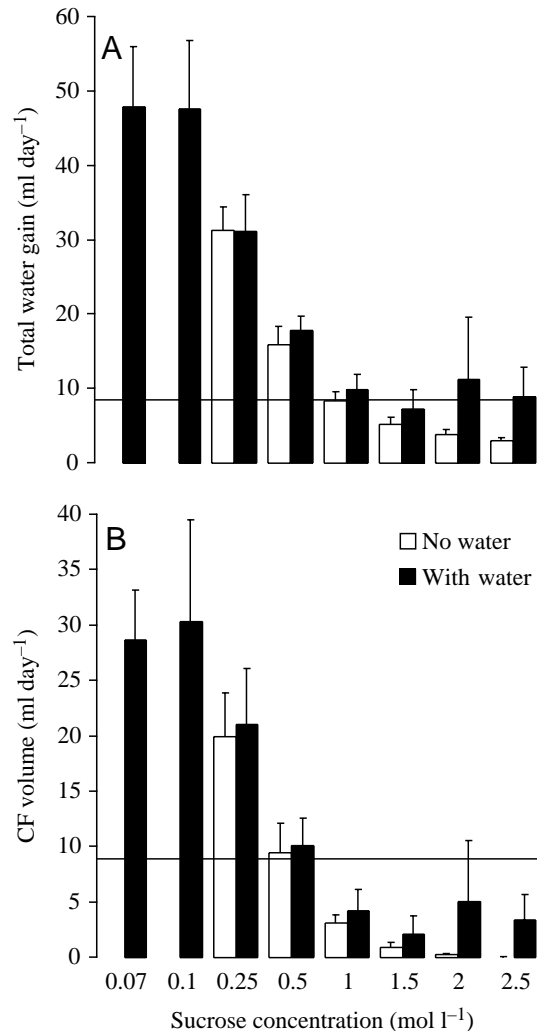 A
60
50
40
30
20
10
0
Total water gain (ml day⁻¹)
B
40
35
30
25
20
15
10
5
0
CF volume (ml day⁻¹)
No water
With water
0.07 0.1 0.25 0.5 1 1.5 2 2.5
Sucrose concentration (mol l⁻¹)